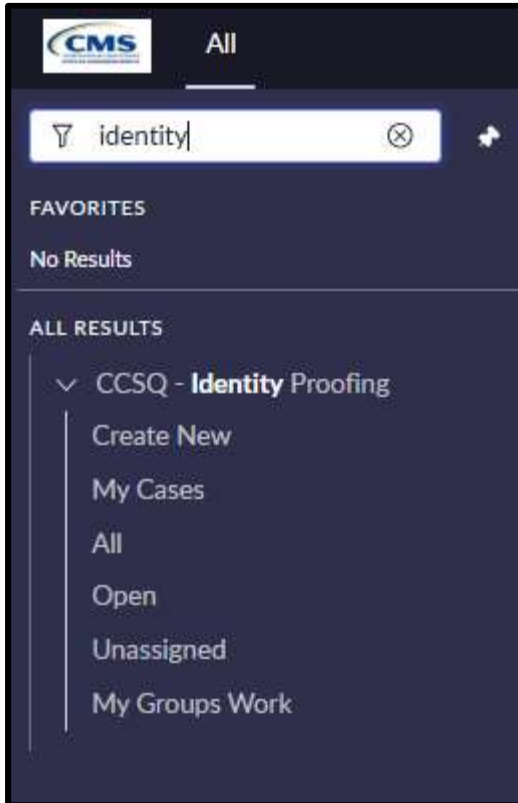 CMS
All
identity
FAVORITES
No Results
ALL RESULTS
CCSQ - Identity Proofing
Create New
My Cases
All
Open
Unassigned
My Groups Work